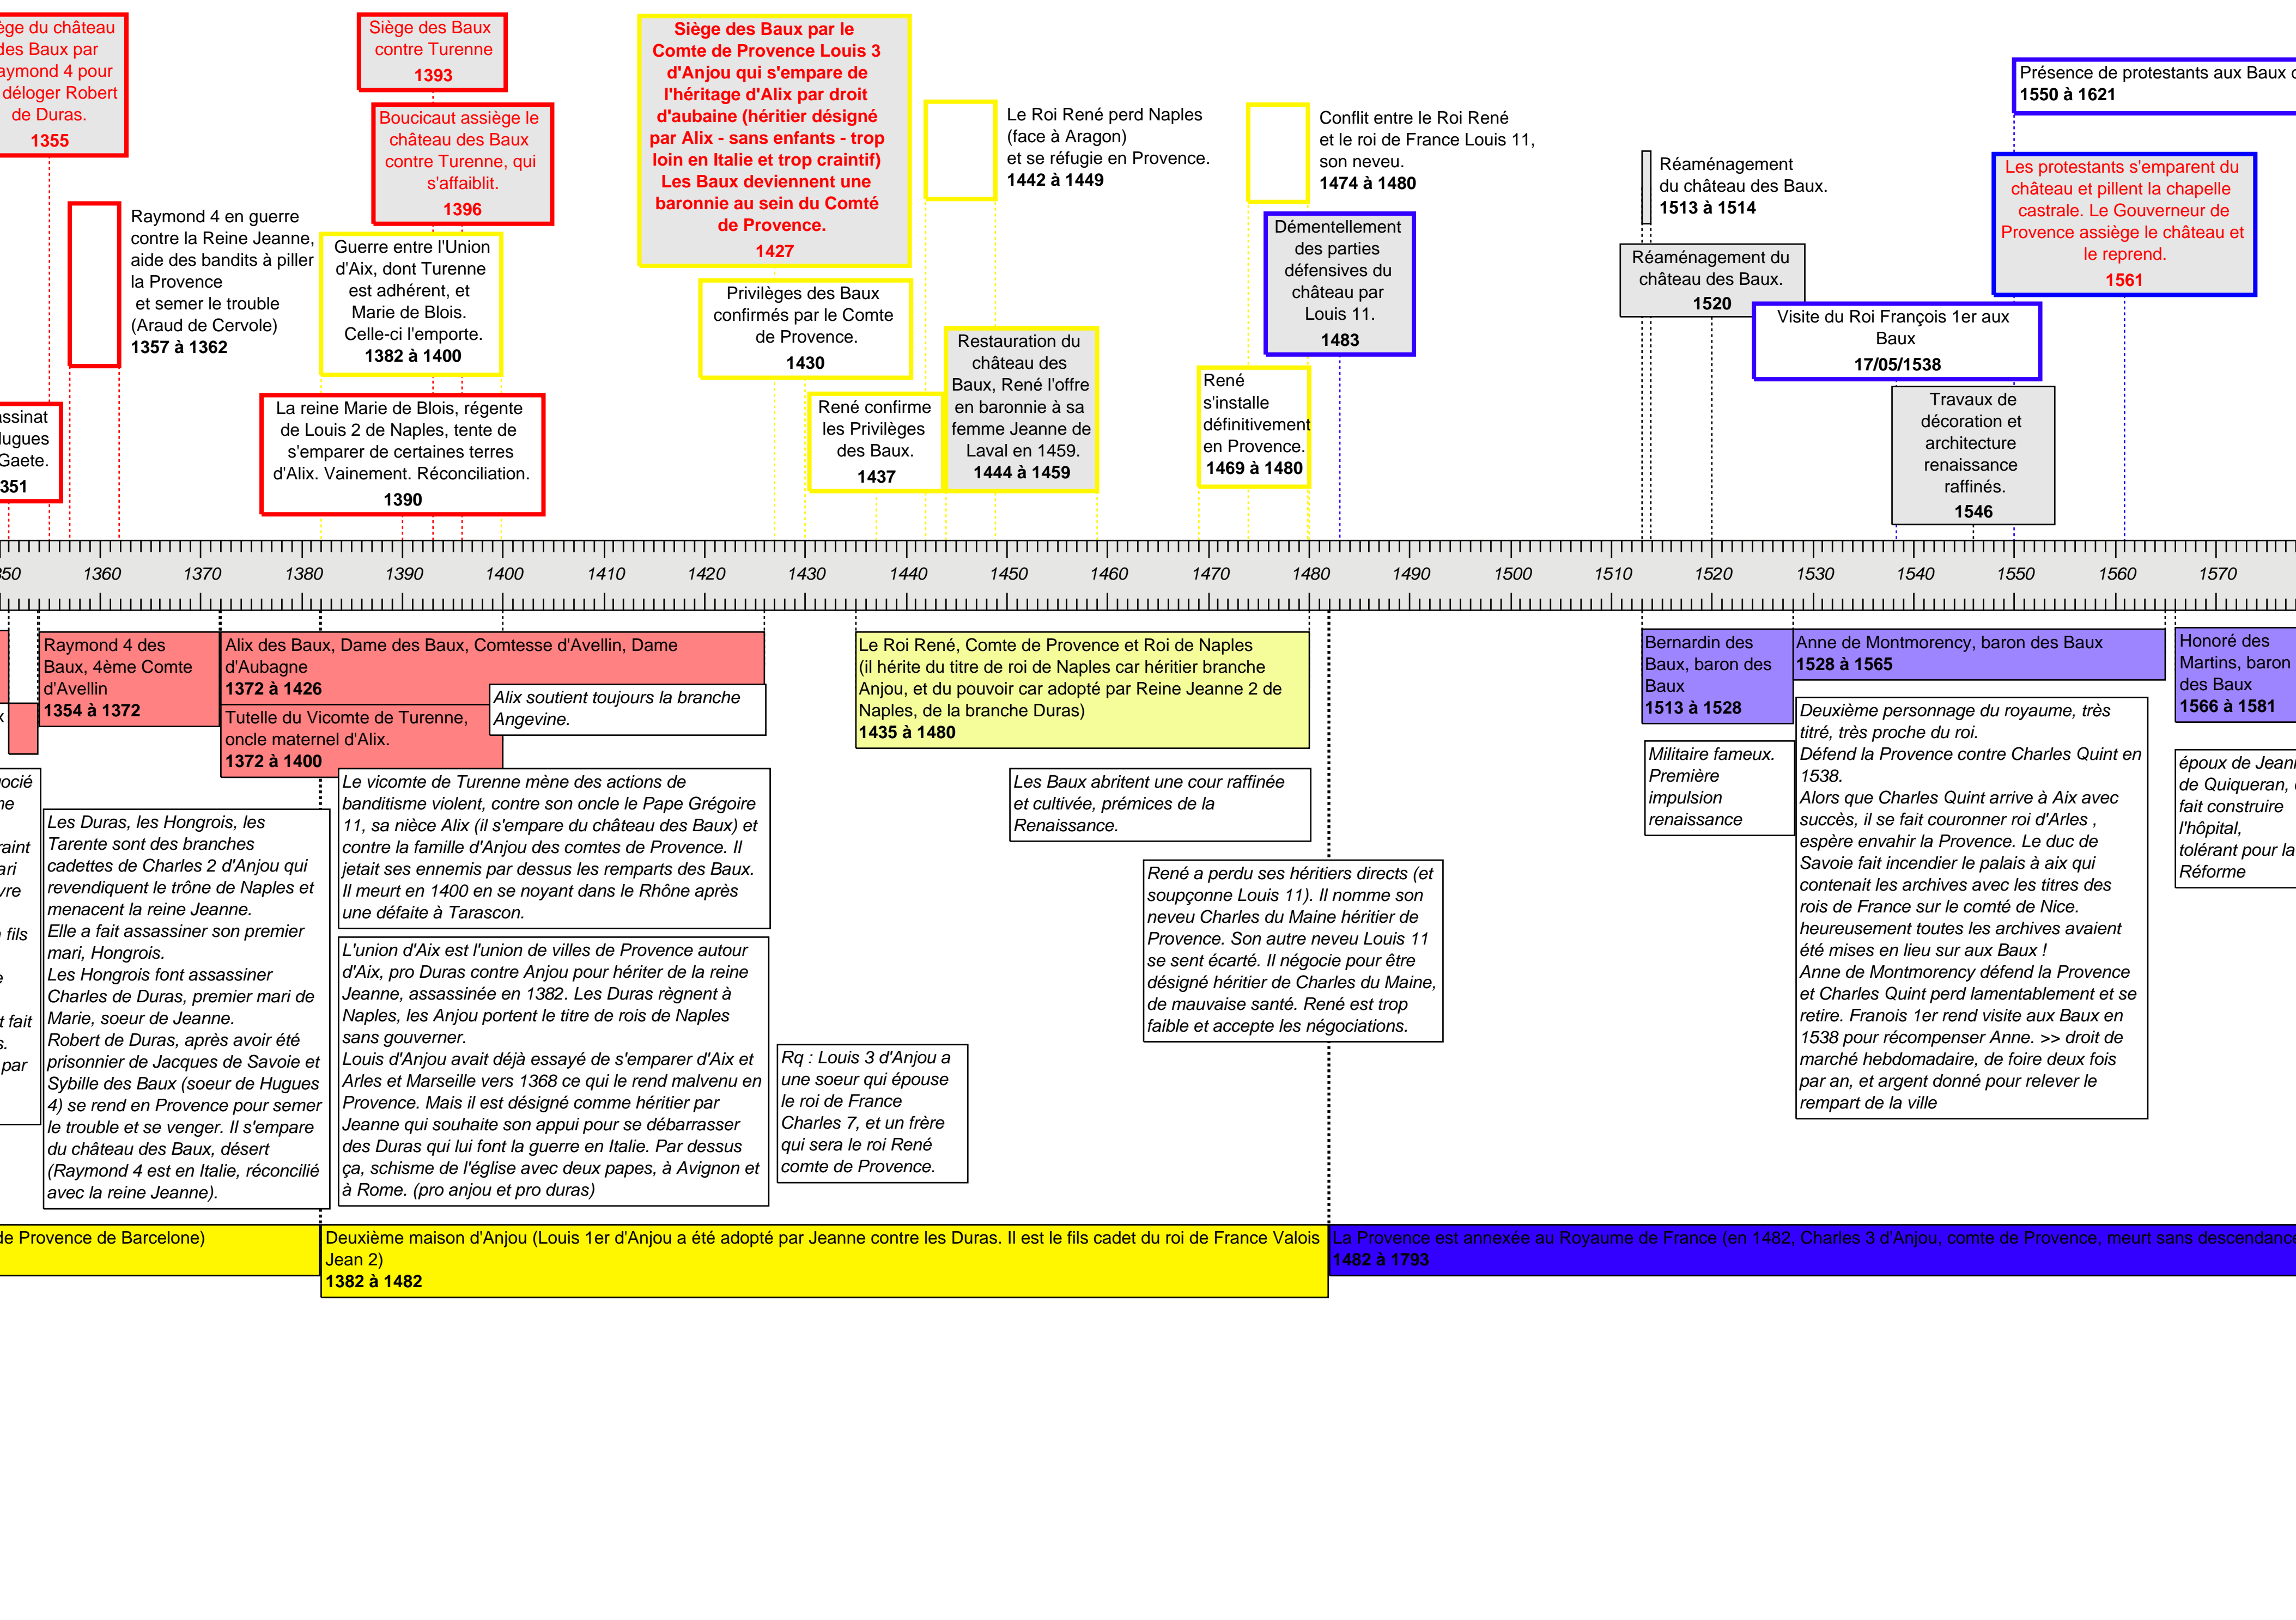 ège du château
des Baux par
aymond 4 pour
déloger Robert
de Duras.
1355
Siège des Baux
contre Turenne
1393
Boucicaut assiège le
château des Baux
contre Turenne, qui
s'affaiblit.
1396
Siège des Baux par le
Comte de Provence Louis 3
d'Anjou qui s'empare de
l'héritage d'Alix par droit
d'aubaine (héritier désigné
par Alix - sans enfants - trop
loin en Italie et trop craintif)
Les Baux deviennent une
baronnie au sein du Comté
de Provence.
1427
Le Roi René perd Naples
(face à Aragon)
et se réfugie en Provence.
1442 à 1449
Conflit entre le Roi René
et le roi de France Louis 11,
son neveu.
1474 à 1480
Présence de protestants aux Baux
1550 à 1621
Réaménagement
du château des Baux.
1513 à 1514
Les protestants s'emparent du
château et pillent la chapelle
castrale. Le Gouverneur de
Provence assiège le château et
le reprend.
1561
Raymond 4 en guerre
contre la Reine Jeanne,
aide des bandits à piller
la Provence
et semer le trouble
(Araud de Cervole)
1357 à 1362
Guerre entre l'Union
d'Aix, dont Turenne
est adhérent, et
Marie de Blois.
Celle-ci l'emporte.
1382 à 1400
Privilèges des Baux
confirmés par le Comte
de Provence.
1430
Démentellement
des parties
défensives du
château par
Louis 11.
1483
Réaménagement du
château des Baux.
1520
Visite du Roi François 1er aux
Baux
17/05/1538
Restauration du
château des
Baux, René l'offre
en baronnie à sa
femme Jeanne de
Laval en 1459.
1444 à 1459
René
s'installe
définitivement
en Provence.
1469 à 1480
Travaux de
décoration et
architecture
renaissance
raffinés.
1546
assinat
lugues
Gaete.
351
La reine Marie de Blois, régente
de Louis 2 de Naples, tente de
s'emparer de certaines terres
d'Alix. Vainement. Réconciliation.
1390
René confirme
les Privilèges
des Baux.
1437
350 1360 1370 1380 1390 1400 1410 1420 1430 1440 1450 1460 1470 1480 1490 1500 1510 1520 1530 1540 1550 1560 1570
Raymond 4 des
Baux, 4ème Comte
d'Avellin
1354 à 1372
Alix des Baux, Dame des Baux, Comtesse d'Avellin, Dame
d'Aubagne
1372 à 1426
Alix soutient toujours la branche
Angevine.
Tutelle du Vicomte de Turenne,
oncle maternel d'Alix.
1372 à 1400
Le Roi René, Comte de Provence et Roi de Naples
(il hérite du titre de roi de Naples car héritier branche
Anjou, et du pouvoir car adopté par Reine Jeanne 2 de
Naples, de la branche Duras)
1435 à 1480
Bernardin des
Baux, baron des
Baux
1513 à 1528
Anne de Montmorency, baron des Baux
1528 à 1565
Honoré des
Martins, baron
des Baux
1566 à 1581
x
ocié
ne
raint
ari
vre
fils
e
t fait
s.
par
Les Duras, les Hongrois, les
Tarente sont des branches
cadettes de Charles 2 d'Anjou qui
revendiquent le trône de Naples et
menacent la reine Jeanne.
Elle a fait assassiner son premier
mari, Hongrois.
Les Hongrois font assassiner
Charles de Duras, premier mari de
Marie, soeur de Jeanne.
Robert de Duras, après avoir été
prisonnier de Jacques de Savoie et
Sybille des Baux (soeur de Hugues
4) se rend en Provence pour semer
le trouble et se venger. Il s'empare
du château des Baux, désert
(Raymond 4 est en Italie, réconcilié
avec la reine Jeanne).
Le vicomte de Turenne mène des actions de
banditisme violent, contre son oncle le Pape Grégoire
11, sa nièce Alix (il s'empare du château des Baux) et
contre la famille d'Anjou des comtes de Provence. Il
jetait ses ennemis par dessus les remparts des Baux.
Il meurt en 1400 en se noyant dans le Rhône après
une défaite à Tarascon.
L'union d'Aix est l'union de villes de Provence autour
d'Aix, pro Duras contre Anjou pour hériter de la reine
Jeanne, assassinée en 1382. Les Duras règnent à
Naples, les Anjou portent le titre de rois de Naples
sans gouverner.
Louis d'Anjou avait déjà essayé de s'emparer d'Aix et
Arles et Marseille vers 1368 ce qui le rend malvenu en
Provence. Mais il est désigné comme héritier par
Jeanne qui souhaite son appui pour se débarrasser
des Duras qui lui font la guerre en Italie. Par dessus
ça, schisme de l'église avec deux papes, à Avignon et
à Rome. (pro anjou et pro duras)
Rq : Louis 3 d'Anjou a
une soeur qui épouse
le roi de France
Charles 7, et un frère
qui sera le roi René
comte de Provence.
Les Baux abritent une cour raffinée
et cultivée, prémices de la
Renaissance.
René a perdu ses héritiers directs (et
soupçonne Louis 11). Il nomme son
neveu Charles du Maine héritier de
Provence. Son autre neveu Louis 11
se sent écarté. Il négocie pour être
désigné héritier de Charles du Maine,
de mauvaise santé. René est trop
faible et accepte les négociations.
Militaire fameux.
Première
impulsion
renaissance
Deuxième personnage du royaume, très
titré, très proche du roi.
Défend la Provence contre Charles Quint en
1538.
Alors que Charles Quint arrive à Aix avec
succès, il se fait couronner roi d'Arles ,
espère envahir la Provence. Le duc de
Savoie fait incendier le palais à aix qui
contenait les archives avec les titres des
rois de France sur le comté de Nice.
heureusement toutes les archives avaient
été mises en lieu sur aux Baux !
Anne de Montmorency défend la Provence
et Charles Quint perd lamentablement et se
retire. Franois 1er rend visite aux Baux en
1538 pour récompenser Anne. >> droit de
marché hebdomadaire, de foire deux fois
par an, et argent donné pour relever le
rempart de la ville
époux de Jeann
de Quiqueran,
fait construire
l'hôpital,
tolérant pour la
Réforme
de Provence de Barcelone)
Deuxième maison d'Anjou (Louis 1er d'Anjou a été adopté par Jeanne contre les Duras. Il est le fils cadet du roi de France Valois
Jean 2)
1382 à 1482
La Provence est annexée au Royaume de France (en 1482, Charles 3 d'Anjou, comte de Provence, meurt sans descendance
1482 à 1793